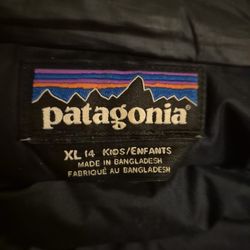 patagonia
XL 14 KIDS/ENFANTS
MADE IN BANGLADESH
FABRIQUÉ AU BANGLADESH